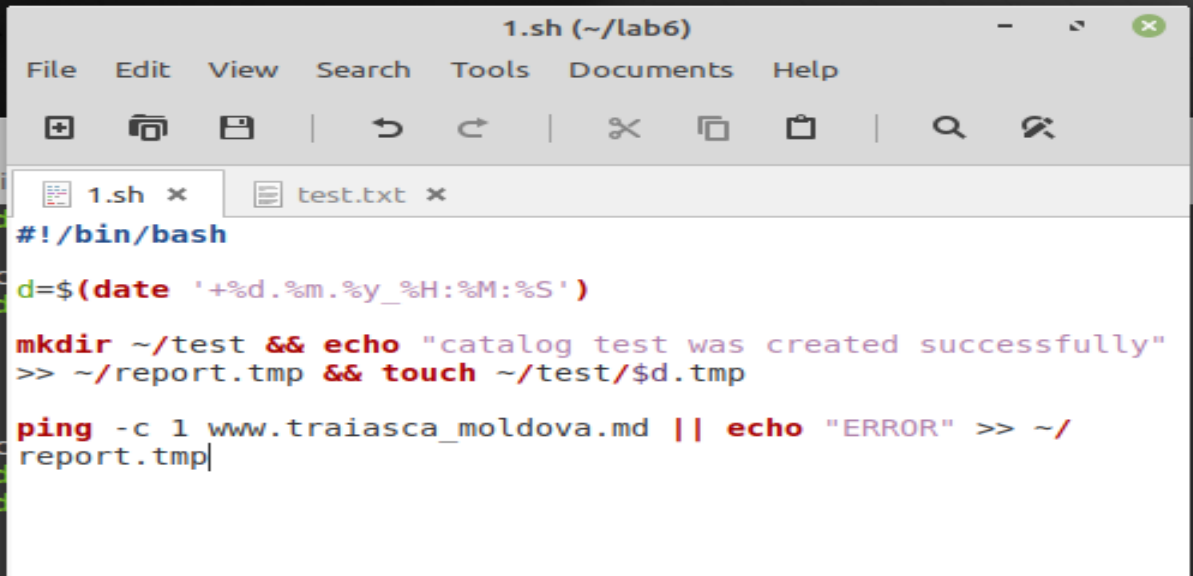 1.sh (~/lab6)
File Edit View Search Tools Documents Help
1.sh test.txt
#!/bin/bash
d=$(date '+%d.%m.%y_%H:%M:%S')
mkdir ~/test && echo "catalog test was created successfully"
>> ~/report.tmp && touch ~/test/$d.tmp
ping -c 1 www.traiasca_moldova.md || echo "ERROR" >> ~/
report.tmp